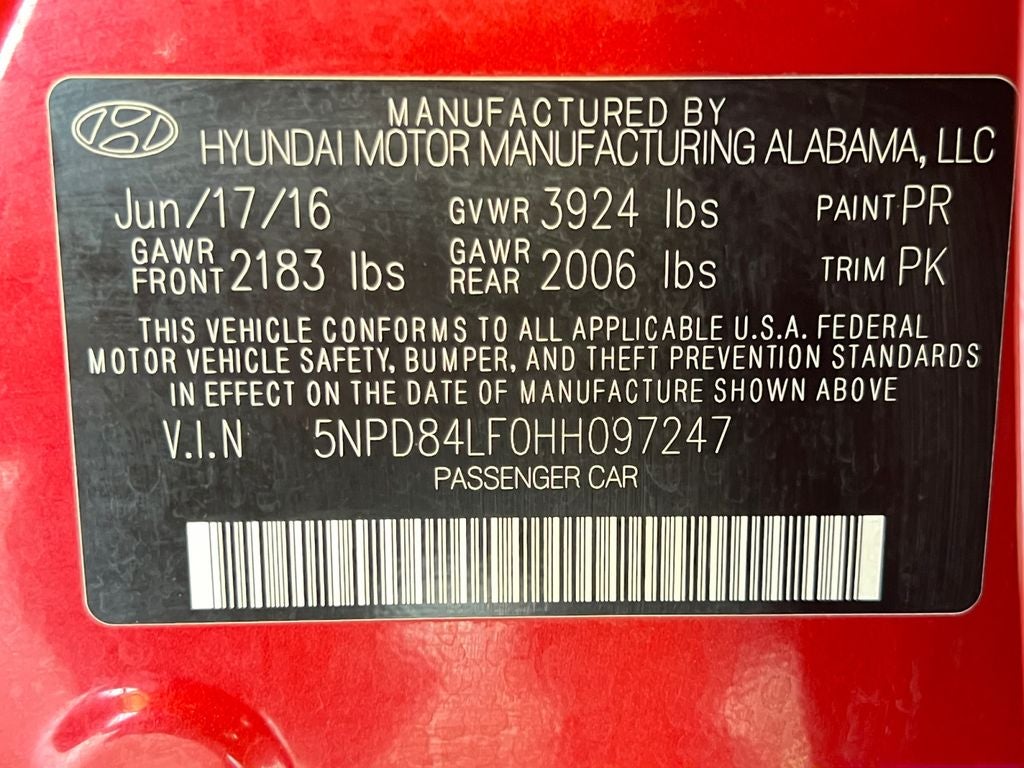 MANUFACTURED BY
HYUNDAI MOTOR MANUFACTURING ALABAMA, LLC
Jun/17/16 GVWR 3924 lbs PAINT PR
GAWR FRONT 2183 lbs GAWR REAR 2006 lbs TRIM PK
THIS VEHICLE CONFORMS TO ALL APPLICABLE U.S.A. FEDERAL
MOTOR VEHICLE SAFETY, BUMPER, AND THEFT PREVENTION STANDARDS
IN EFFECT ON THE DATE OF MANUFACTURE SHOWN ABOVE
V.I.N 5NPD84LF0HH097247
PASSENGER CAR